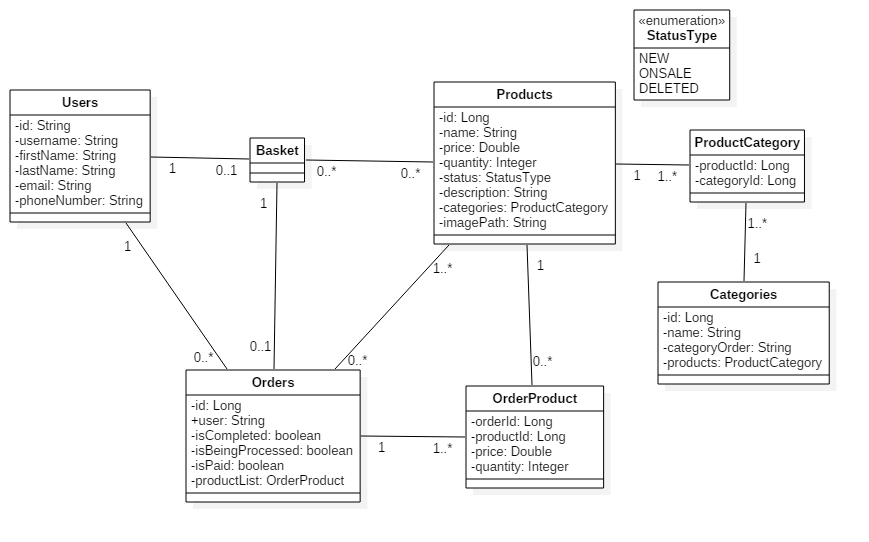 «enumeration»
StatusType
NEW
ONSALE
DELETED
Users
-id: String
-username: String
-firstName: String
-lastName: String
-email: String
-phoneNumber: String
1
0..1
Basket
0..*
0..*
Products
-id: Long
-name: String
-price: Double
-quantity: Integer
-status: StatusType
-description: String
-categories: ProductCategory
-imagePath: String
1
1..*
ProductCategory
-productId: Long
-categoryId: Long
1..*
1
Categories
-id: Long
-name: String
-categoryOrder: String
-products: ProductCategory
1
0..*
1
0..1
1..*
0..*
1
0..*
Orders
-id: Long
+user: String
-isCompleted: boolean
-isBeingProcessed: boolean
-isPaid: boolean
-productList: OrderProduct
1
1..*
OrderProduct
-orderId: Long
-productId: Long
-price: Double
-quantity: Integer